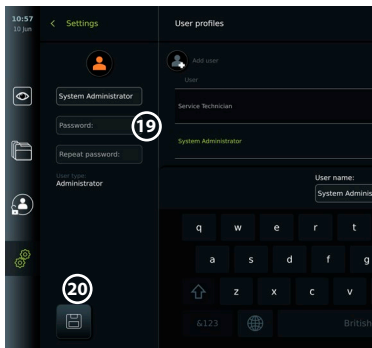 10:57
10 Jun
Settings
System Administrator
Password:
19
Repeat password:
User type:
Administrator
20
User profiles
Add user
User
Service Technician
System Administrator
User name:
System Adminis
q w e r t
a s d f g
z x c v
&123
British